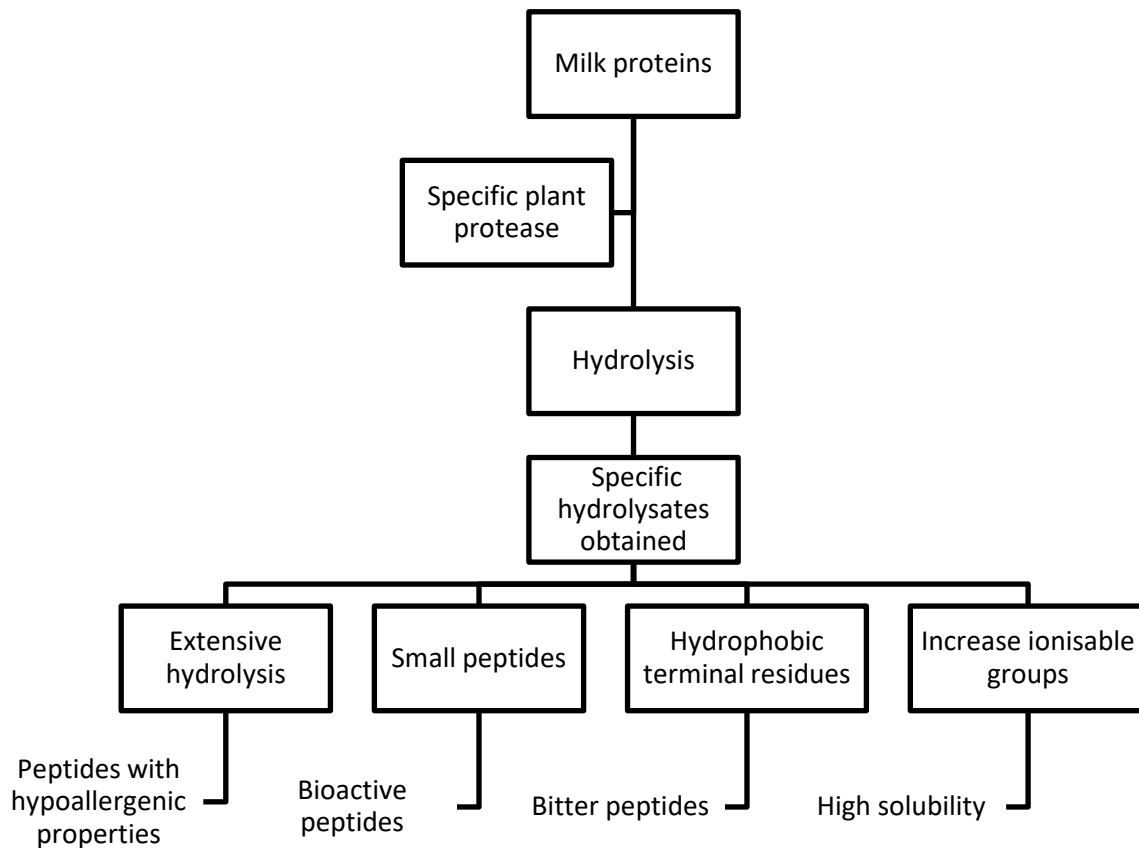 Milk proteins
Specific plant
protease
Hydrolysis
Specific
hydrolysates
obtained
Extensive
hydrolysis
Small peptides
Hydrophobic
terminal residues
Increase ionisable
groups
Peptides with
hypoallergenic
properties
Bioactive
peptides
Bitter peptides
High solubility